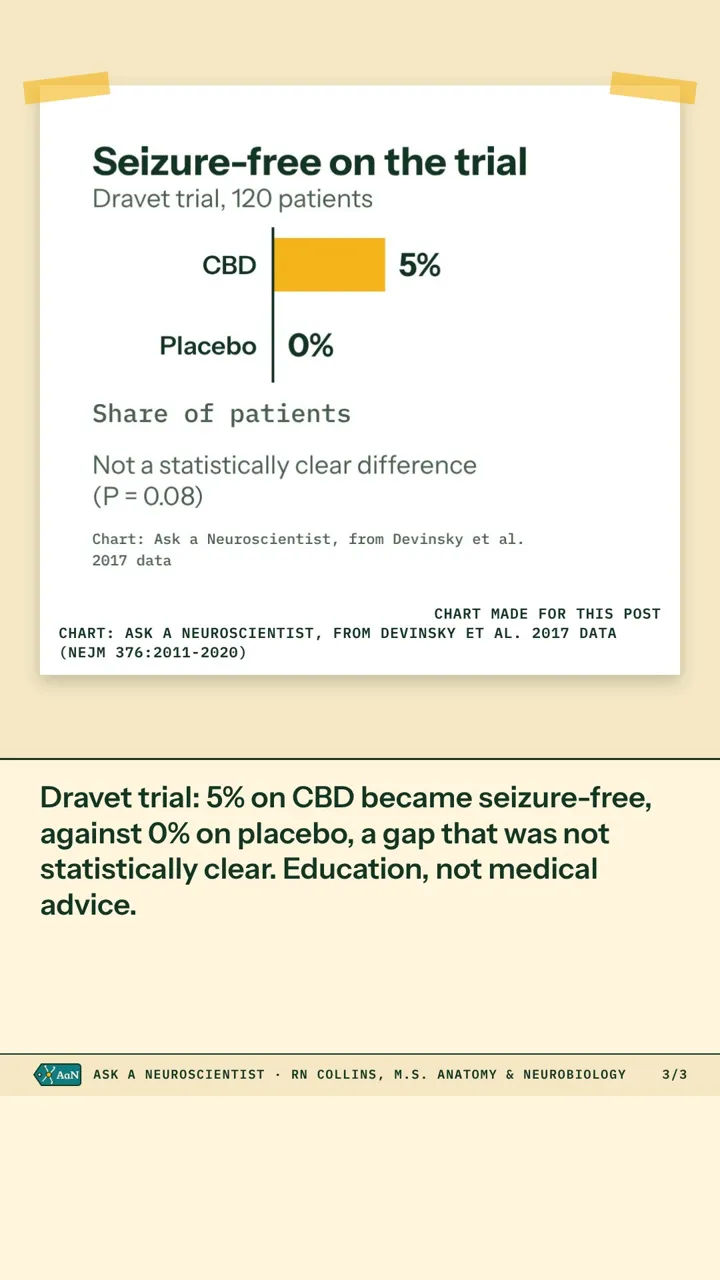 Seizure-free on the trial
Dravet trial, 120 patients
CBD 5%
Placebo 0%
Share of patients
Not a statistically clear difference
(P = 0.08)
Chart: Ask a Neuroscientist, from Devinsky et al.
2017 data
CHART MADE FOR THIS POST
CHART: ASK A NEUROSCIENTIST, FROM DEVINSKY ET AL. 2017 DATA
(NEJM 376:2011-2020)
Dravet trial: 5% on CBD became seizure-free,
against 0% on placebo, a gap that was not
statistically clear. Education, not medical
advice.
AaN ASK A NEUROSCIENTIST · RN COLLINS, M.S. ANATOMY & NEUROBIOLOGY 3/3